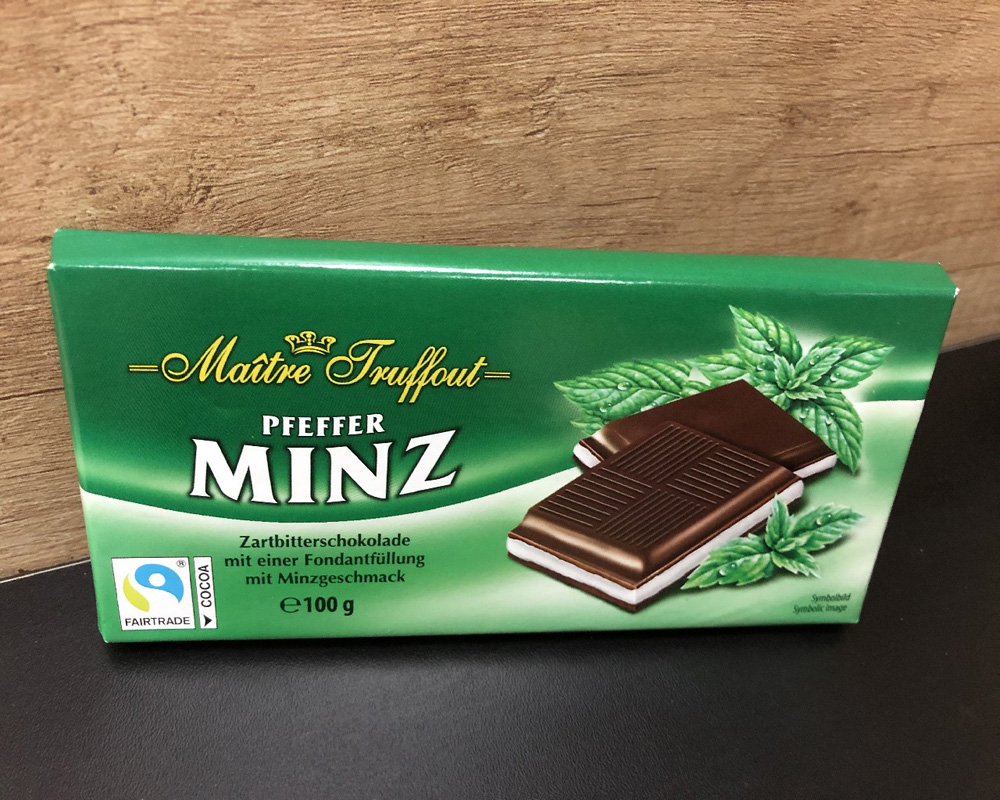 Maître Truffout
PFEFFER
MINZ
Zartbitterschokolade
mit einer Fondantfüllung
mit Minzgeschmack
℮100 g
FAIRTRADE
®
COCOA
Symbolbild
Symbolic image